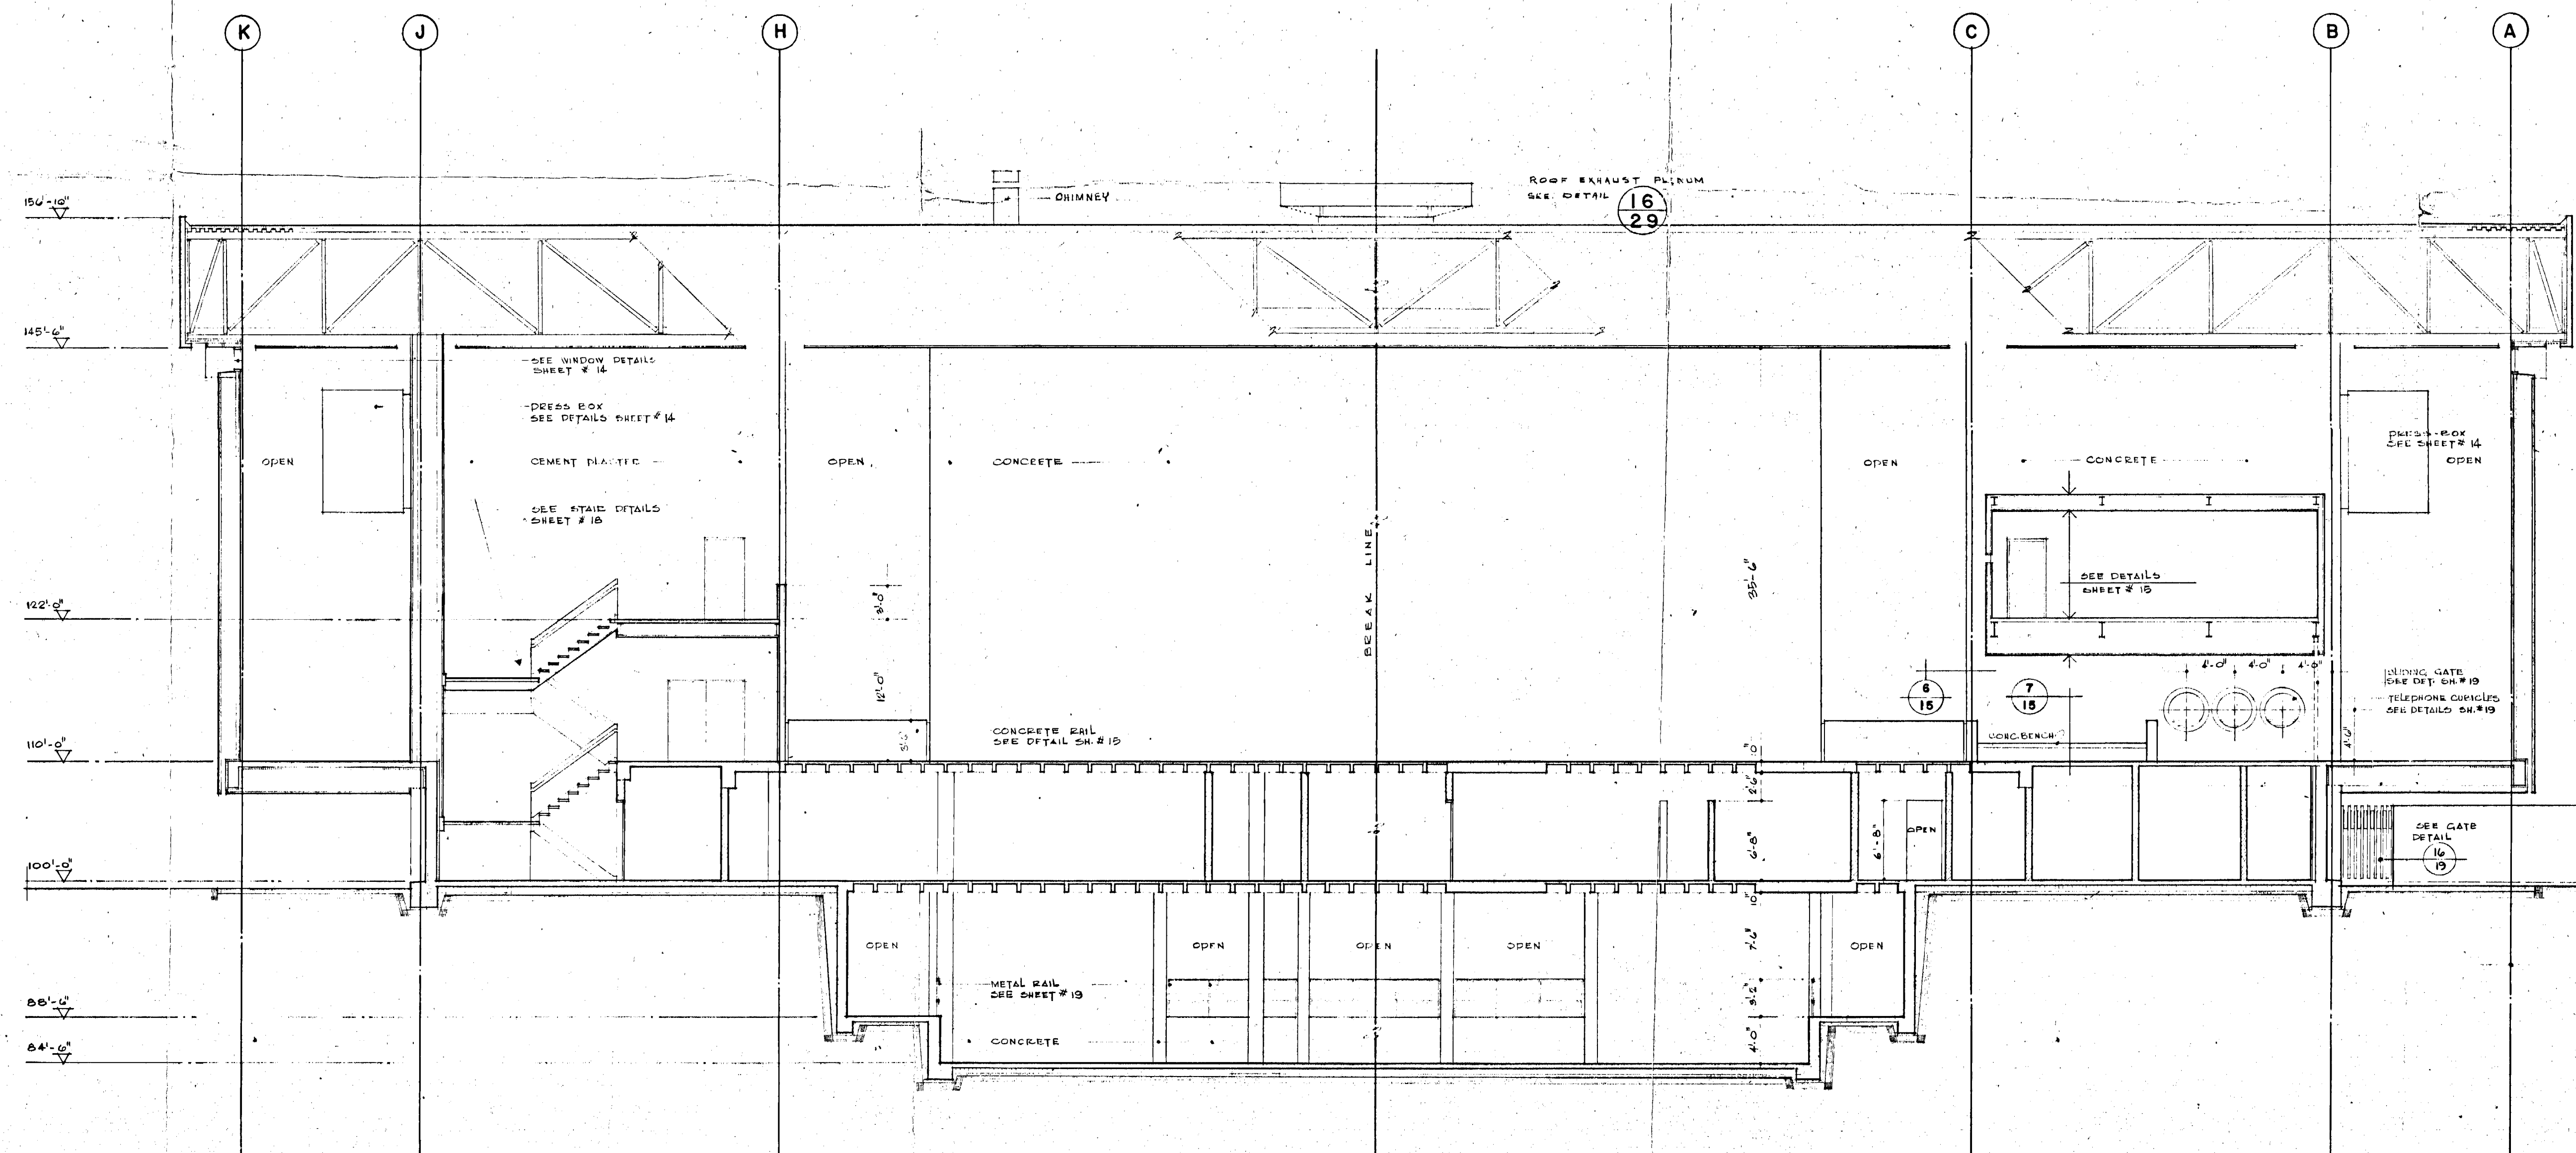 K
J
H
C
B
A
ROOF EXHAUST PLENUM
SEE DETAIL
16
29
CHIMNEY
156'-10"
145'-6"
SEE WINDOW DETAILS
SHEET # 14
PRESS BOX
SEE DETAILS SHEET # 14
PRESS-BOX
SEE SHEET # 14
OPEN
CEMENT PLASTER
OPEN
CONCRETE
OPEN
CONCRETE
OPEN
SEE STAIR DETAILS
SHEET # 18
BREAK LINE
35'-6"
SEE DETAILS
SHEET # 15
122'-0"
3'-0"
12'-0"
4'-0"
4'-0"
4'-0"
SLIDING GATE
SEE DET. SH. # 19
TELEPHONE CUBICLES
SEE DETAILS SH. # 19
6
15
7
15
CONCRETE RAIL
SEE DETAIL SH. # 15
CONC. BENCH
4'-6"
110'-0"
2'-6"
6'-8"
6'-8"
OPEN
SEE GATE
DETAIL
16
19
100'-0"
10"
OPEN
OPEN
OPEN
OPEN
OPEN
7'-6"
METAL RAIL
SEE SHEET # 19
3'-2"
88'-6"
CONCRETE
4'-0"
84'-6"